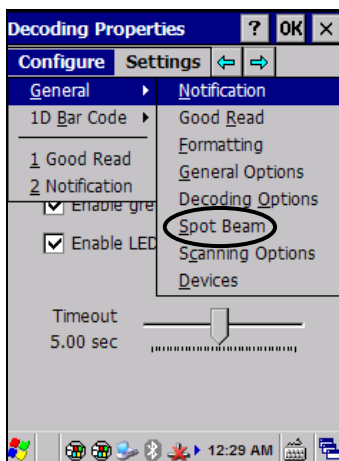 Decoding Properties ? OK ×
Configure Settings
General
1D Bar Code
1 Good Read
2 Notification
Notification
Good Read
Formatting
General Options
Decoding Options
Spot Beam
Scanning Options
Devices
Enable gre
Enable LED
Timeout
5.00 sec
12:29 AM